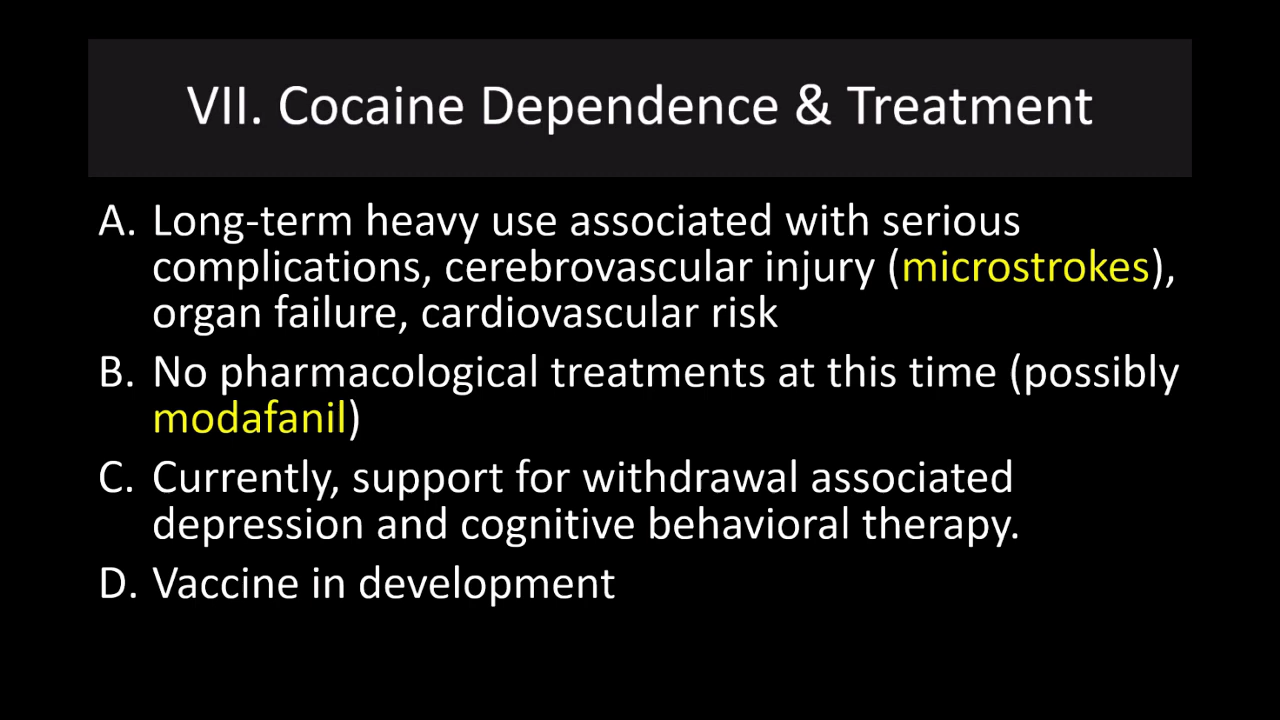 VII. Cocaine Dependence & Treatment
A. Long-term heavy use associated with serious
complications, cerebrovascular injury (microstrokes),
organ failure, cardiovascular risk
B. No pharmacological treatments at this time (possibly
modafanil)
C. Currently, support for withdrawal associated
depression and cognitive behavioral therapy.
D. Vaccine in development